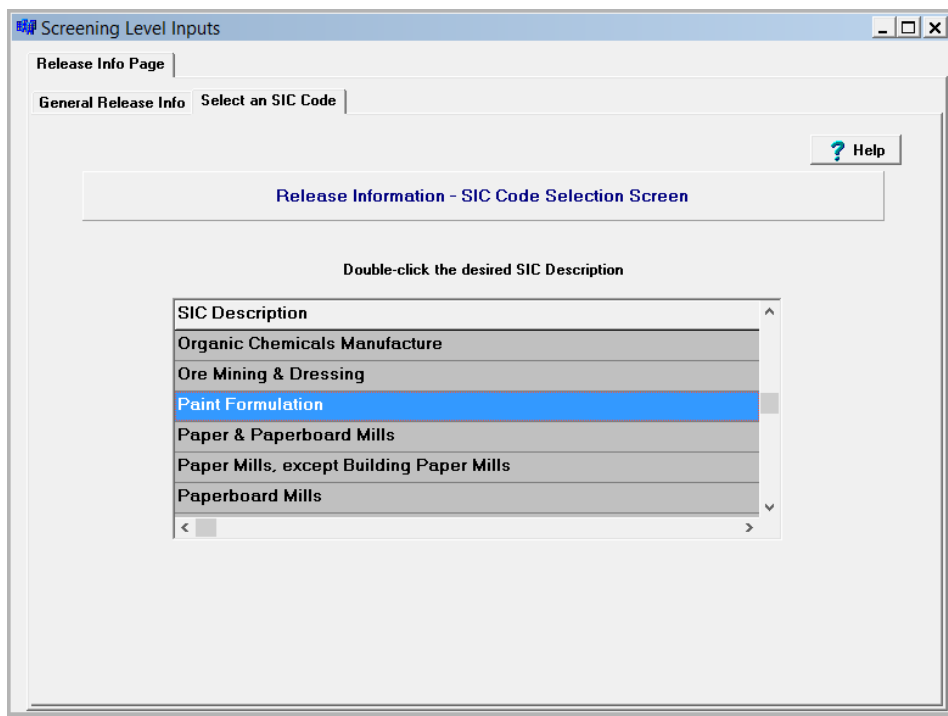 Screening Level Inputs
Release Info Page
General Release Info Select an SIC Code
? Help
Release Information - SIC Code Selection Screen
Double-click the desired SIC Description
SIC Description
Organic Chemicals Manufacture
Ore Mining & Dressing
Paint Formulation
Paper & Paperboard Mills
Paper Mills, except Building Paper Mills
Paperboard Mills